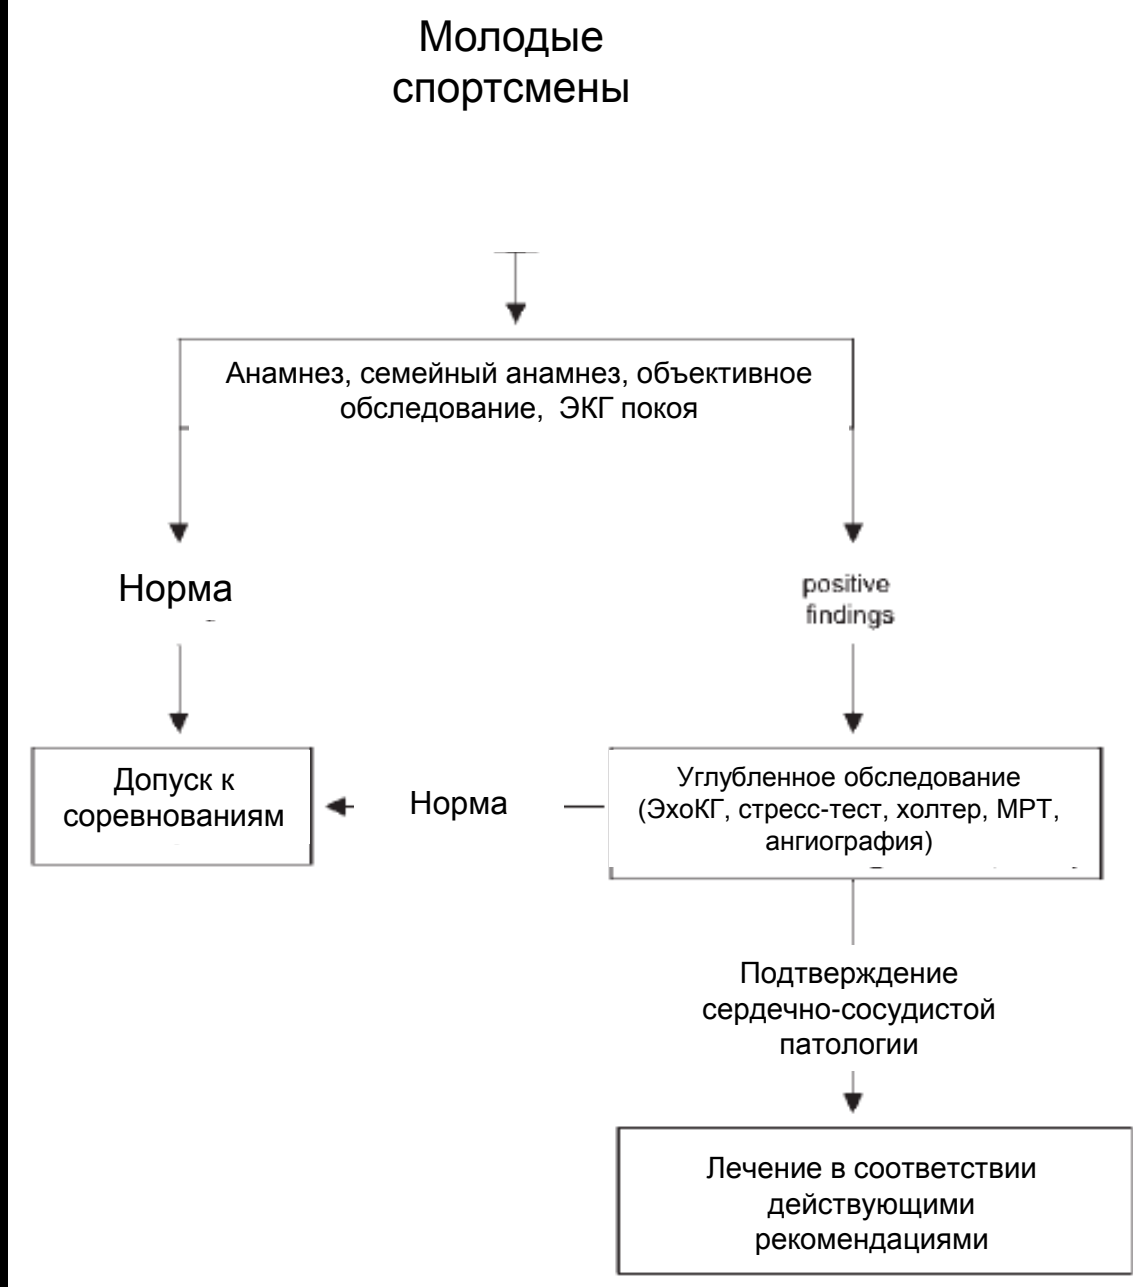 Молодые
спортсмены
Анамнез, семейный анамнез, объективное
обследование, ЭКГ покоя
Норма
positive
findings
Допуск к
соревнованиям
Норма
Углубленное обследование
(ЭхоКГ, стресс-тест, холтер, МРТ,
ангиография)
Подтверждение
сердечно-сосудистой
патологии
Лечение в соответствии
действующими
рекомендациями